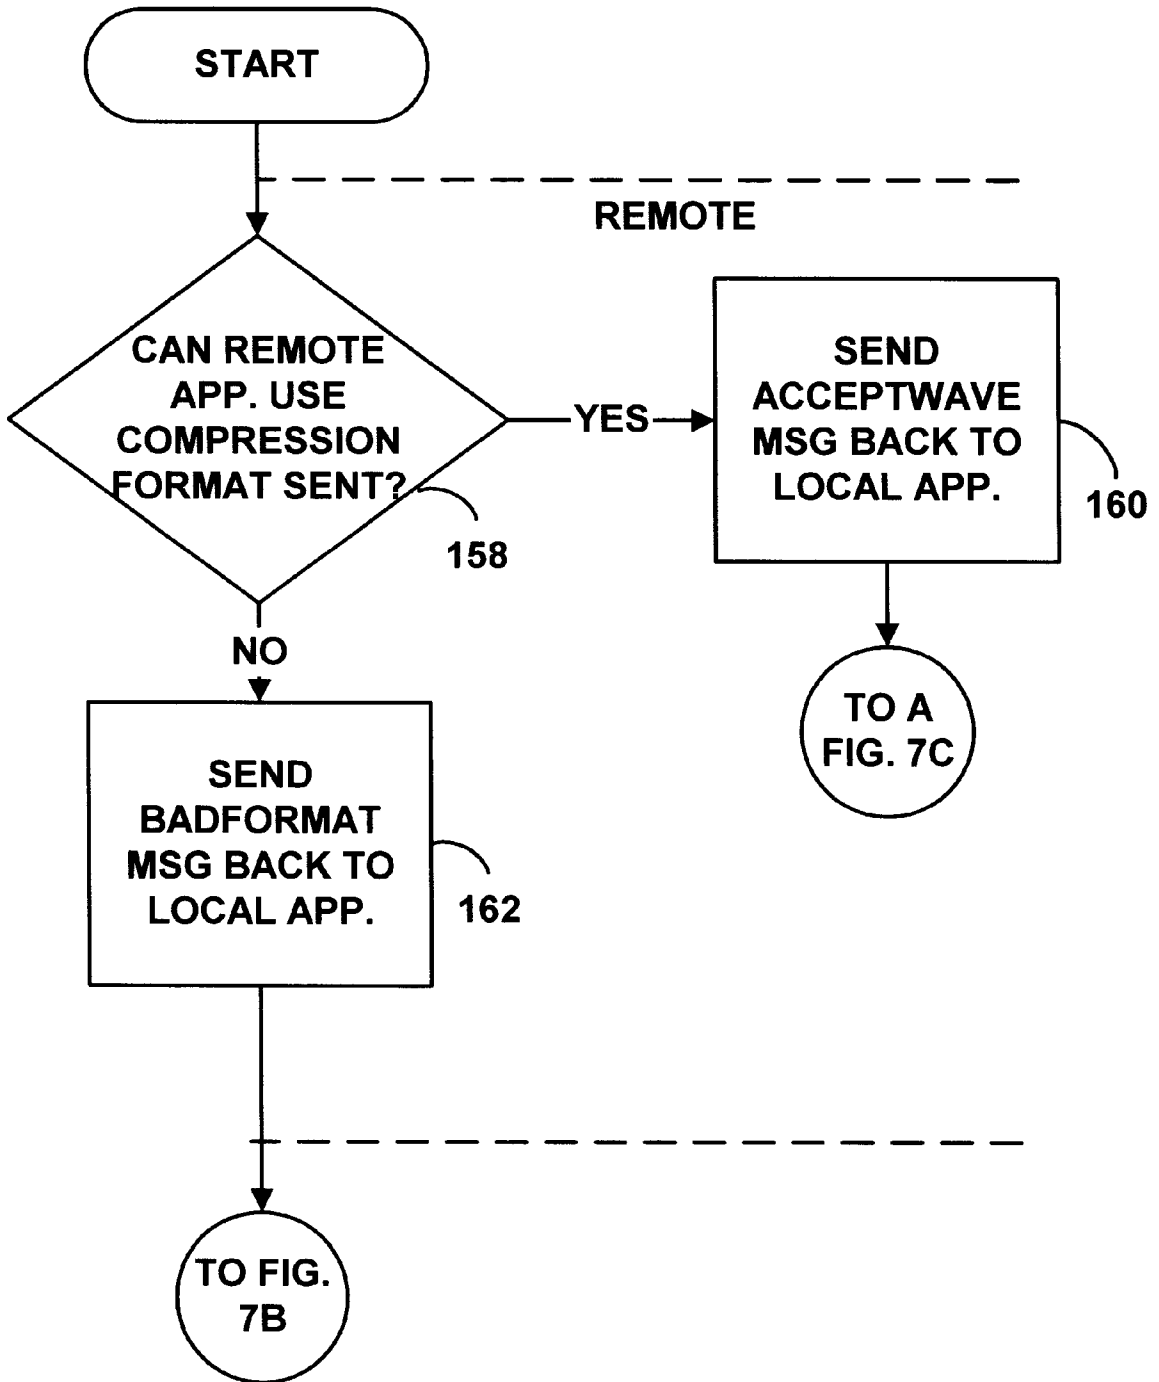 START
REMOTE
CAN REMOTE
APP. USE
COMPRESSION
FORMAT SENT?
158
YES
SEND
ACCEPTWAVE
MSG BACK TO
LOCAL APP.
160
TO A
FIG. 7C
NO
SEND
BADFORMAT
MSG BACK TO
LOCAL APP.
162
TO FIG.
7B